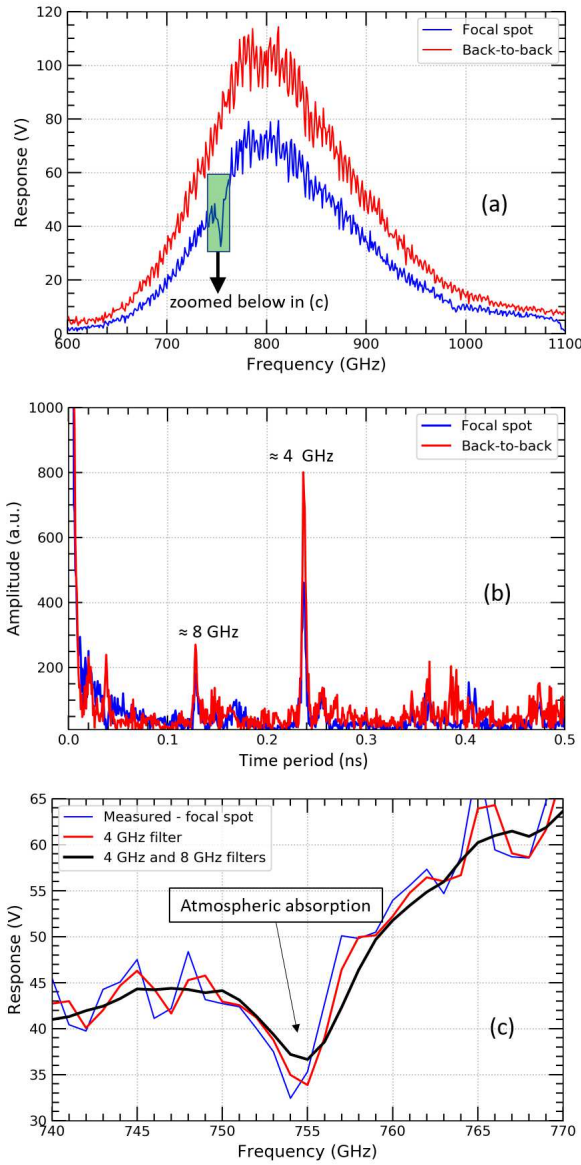 120
100
80
60
40
20
0
Response (V)
Focal spot
Back-to-back
(a)
zoomed below in (c)
600 700 800 900 1000 1100
Frequency (GHz)
1000
800
600
400
200
Amplitude (a.u.)
Focal spot
Back-to-back
≈ 4 GHz
(b)
≈ 8 GHz
0.0 0.1 0.2 0.3 0.4 0.5
Time period (ns)
65
60
55
50
45
40
35
30
Response (V)
Measured - focal spot
4 GHz filter
4 GHz and 8 GHz filters
Atmospheric absorption
(c)
740 745 750 755 760 765 770
Frequency (GHz)